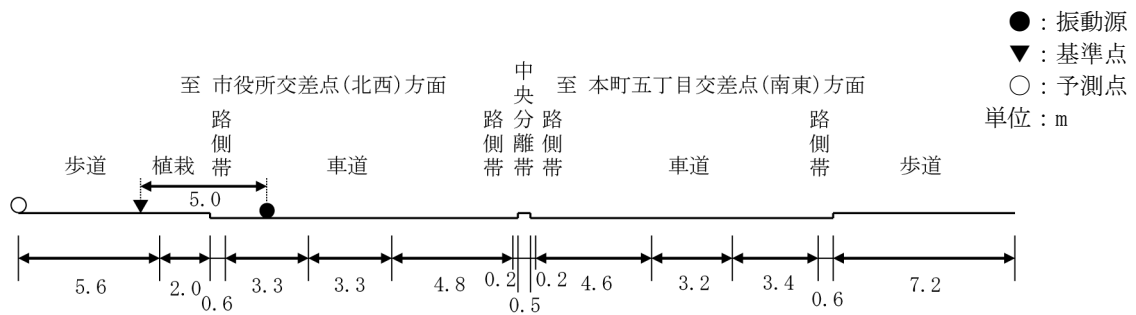 ●：振動源
▼：基準点
○：予測点
単位：m
至 市役所交差点(北西)方面
中央分離帯
至 本町五丁目交差点(南東)方面
歩道
植栽
路側帯
車道
路側帯
路側帯
車道
路側帯
歩道
5.0
5.6
2.0
0.6
3.3
3.3
4.8
0.2
0.5
0.2
4.6
3.2
3.4
0.6
7.2